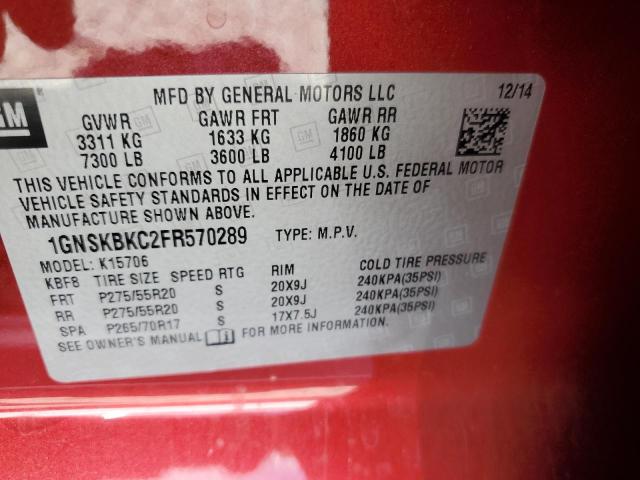 GM
MFD BY GENERAL MOTORS LLC 12/14
GVWR GAWR FRT GAWR RR
3311 KG 1633 KG 1860 KG
7300 LB 3600 LB 4100 LB
THIS VEHICLE CONFORMS TO ALL APPLICABLE U.S. FEDERAL MOTOR
VEHICLE SAFETY STANDARDS IN EFFECT ON THE DATE OF
MANUFACTURE SHOWN ABOVE.
1GNSKBKC2FR570289 TYPE: M.P.V.
MODEL: K15706
KBF8 TIRE SIZE SPEED RTG RIM COLD TIRE PRESSURE
FRT P275/55R20 S 20X9J 240KPA(35PSI)
RR P275/55R20 S 20X9J 240KPA(35PSI)
SPA P265/70R17 S 17X7.5J 240KPA(35PSI)
SEE OWNER'S MANUAL FOR MORE INFORMATION.